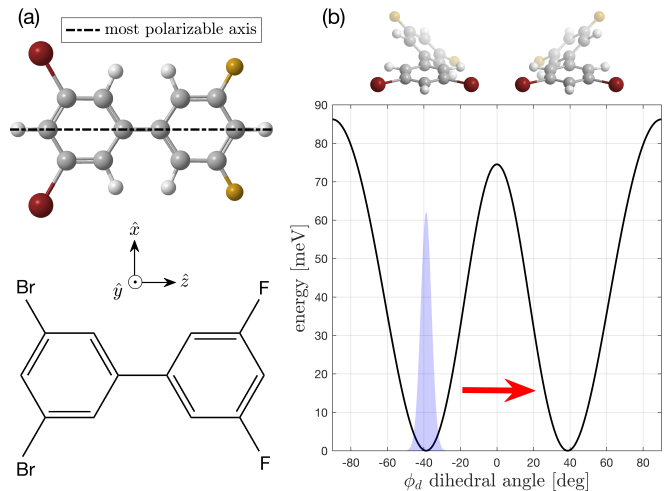 (a)
most polarizable axis
x̂
ŷ
ẑ
Br
F
Br
F
(b)
energy [meV]
90
80
70
60
50
40
30
20
10
0
-80 -60 -40 -20 0 20 40 60 80
ϕ_d dihedral angle [deg]